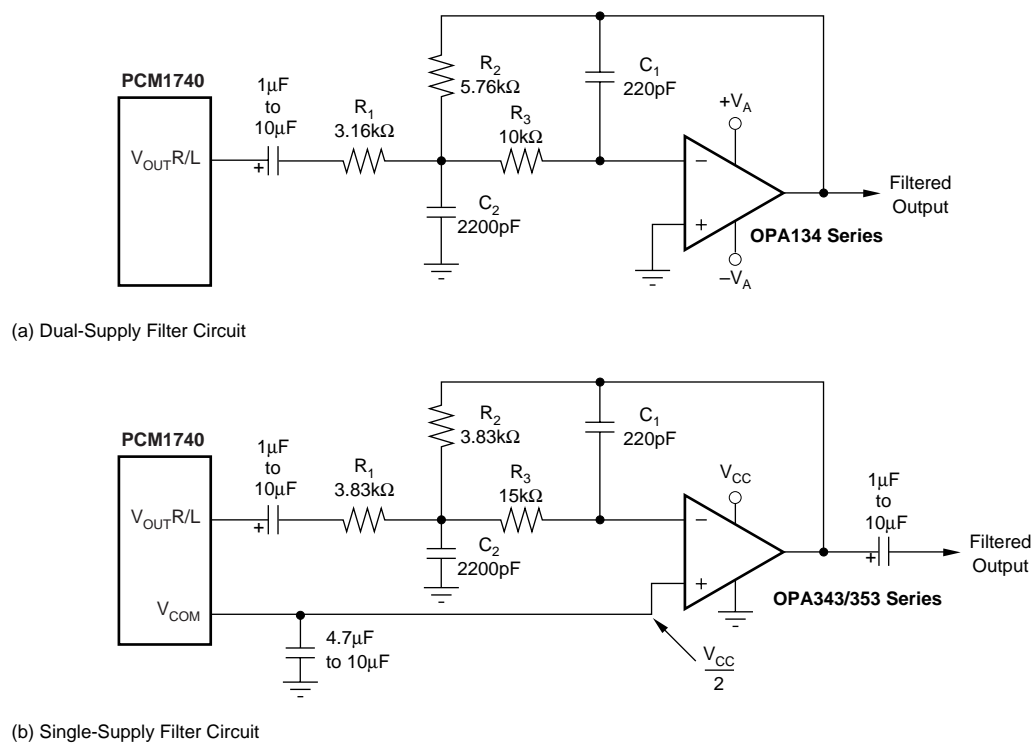 PCM1740
V_OUT R/L
1µF
to
10µF
+
R1
3.16kΩ
R2
5.76kΩ
C2
2200pF
R3
10kΩ
C1
220pF
+VA
−
+
–VA
OPA134 Series
Filtered
Output
(a) Dual-Supply Filter Circuit
PCM1740
V_OUT R/L
VCOM
1µF
to
10µF
+
R1
3.83kΩ
R2
3.83kΩ
C2
2200pF
R3
15kΩ
C1
220pF
VCC
−
+
OPA343/353 Series
1µF
to
10µF
+
Filtered
Output
4.7µF
to 10µF
VCC
2
(b) Single-Supply Filter Circuit